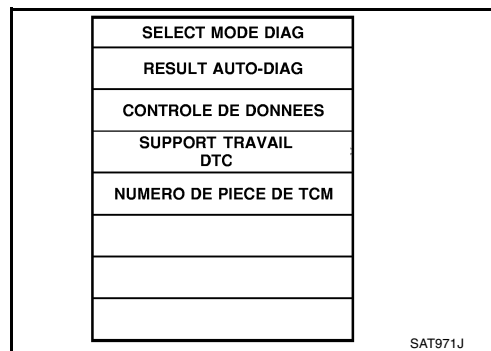 SELECT MODE DIAG
RESULT AUTO-DIAG
CONTROLE DE DONNEES
SUPPORT TRAVAIL
DTC
NUMERO DE PIECE DE TCM
SAT971J